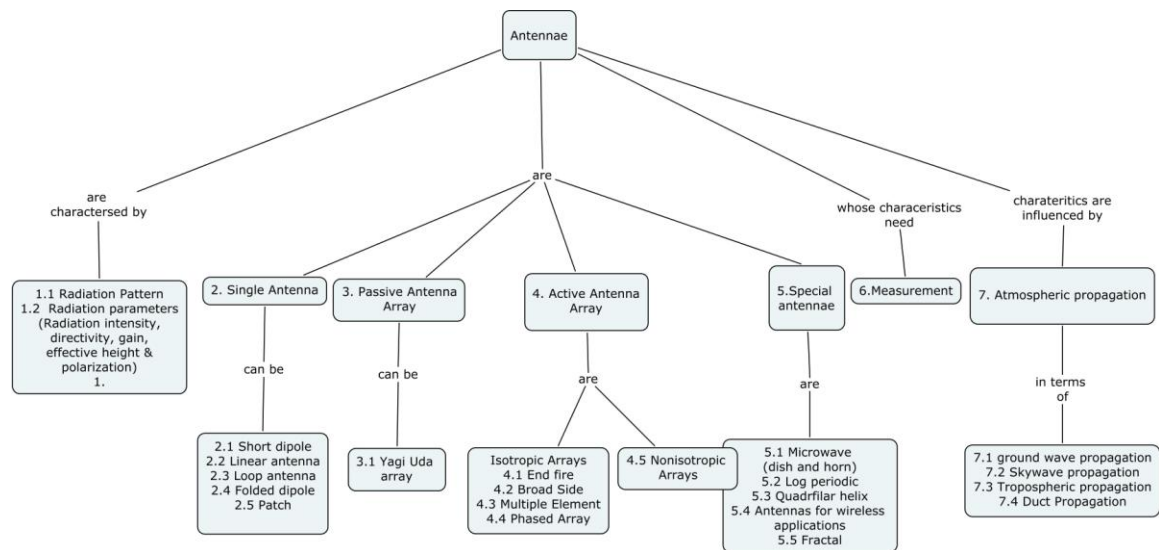 Antennae
are
charactersed by
are
whose characeristics
need
charateritics are
influenced by
1.1 Radiation Pattern
1.2 Radiation parameters
(Radiation intensity,
directivity, gain,
effective height &
polarization)
1.
2. Single Antenna
3. Passive Antenna
Array
4. Active Antenna
Array
5.Special
antennae
6.Measurement
7. Atmospheric propagation
can be
can be
are
are
in terms
of
2.1 Short dipole
2.2 Linear antenna
2.3 Loop antenna
2.4 Folded dipole
2.5 Patch
3.1 Yagi Uda
array
Isotropic Arrays
4.1 End fire
4.2 Broad Side
4.3 Multiple Element
4.4 Phased Array
4.5 Nonisotropic
Arrays
5.1 Microwave
(dish and horn)
5.2 Log periodic
5.3 Quadrfilar helix
5.4 Antennas for wireless
applications
5.5 Fractal
7.1 ground wave propagation
7.2 Skywave propagation
7.3 Tropospheric propagation
7.4 Duct Propagation